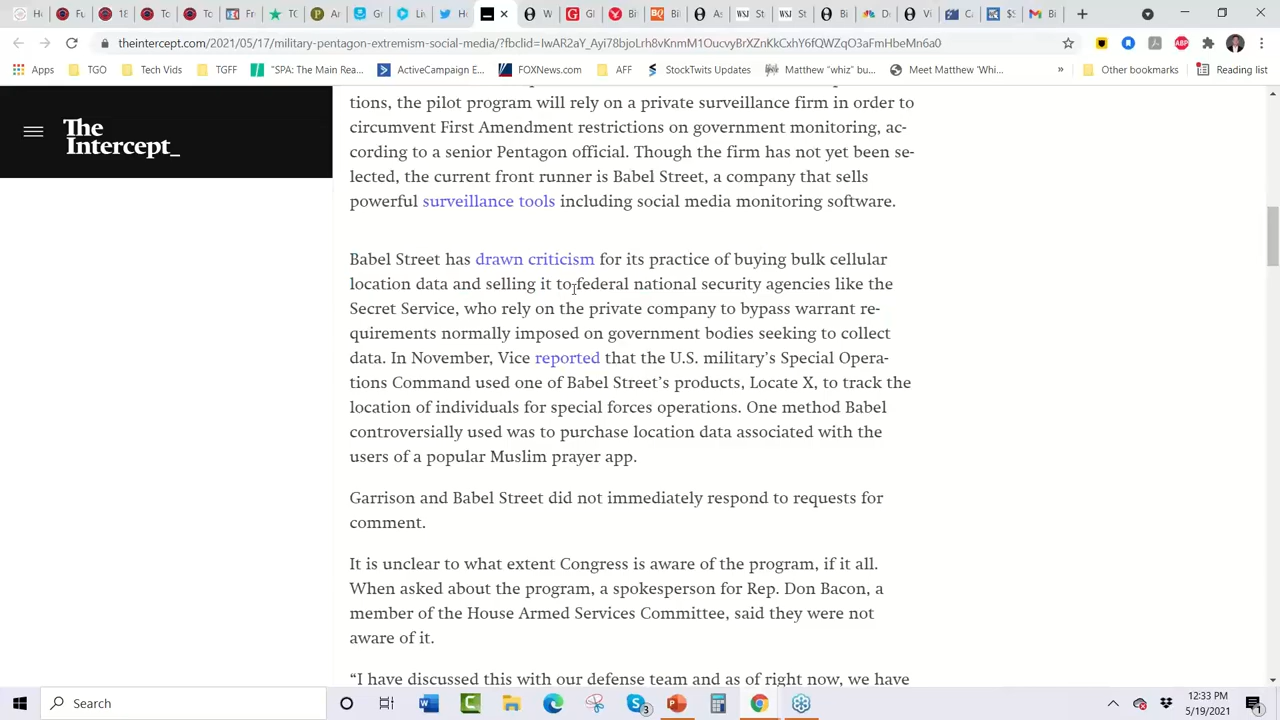 theintercept.com/2021/05/17/military-pentagon-extremism-social-media/?fbclid=IwAR2aY_Ayi78bjoLrh8vKnmM1OucvyBrXZnKkCxhY6fQWZqO3aFmHbeMn6a0
Apps TGO Tech Vids TGFF "SPA: The Main Rea... ActiveCampaign E... FOXNews.com AFF StockTwits Updates Matthew "whiz" bu... Meet Matthew 'Whi... » Other bookmarks Reading list
The
Intercept_
tions, the pilot program will rely on a private surveillance firm in order to
circumvent First Amendment restrictions on government monitoring, ac-
cording to a senior Pentagon official. Though the firm has not yet been se-
lected, the current front runner is Babel Street, a company that sells
powerful surveillance tools including social media monitoring software.
Babel Street has drawn criticism for its practice of buying bulk cellular
location data and selling it to federal national security agencies like the
Secret Service, who rely on the private company to bypass warrant re-
quirements normally imposed on government bodies seeking to collect
data. In November, Vice reported that the U.S. military's Special Opera-
tions Command used one of Babel Street's products, Locate X, to track the
location of individuals for special forces operations. One method Babel
controversially used was to purchase location data associated with the
users of a popular Muslim prayer app.
Garrison and Babel Street did not immediately respond to requests for
comment.
It is unclear to what extent Congress is aware of the program, if it all.
When asked about the program, a spokesperson for Rep. Don Bacon, a
member of the House Armed Services Committee, said they were not
aware of it.
“I have discussed this with our defense team and as of right now, we have
Search
12:33 PM
5/19/2021